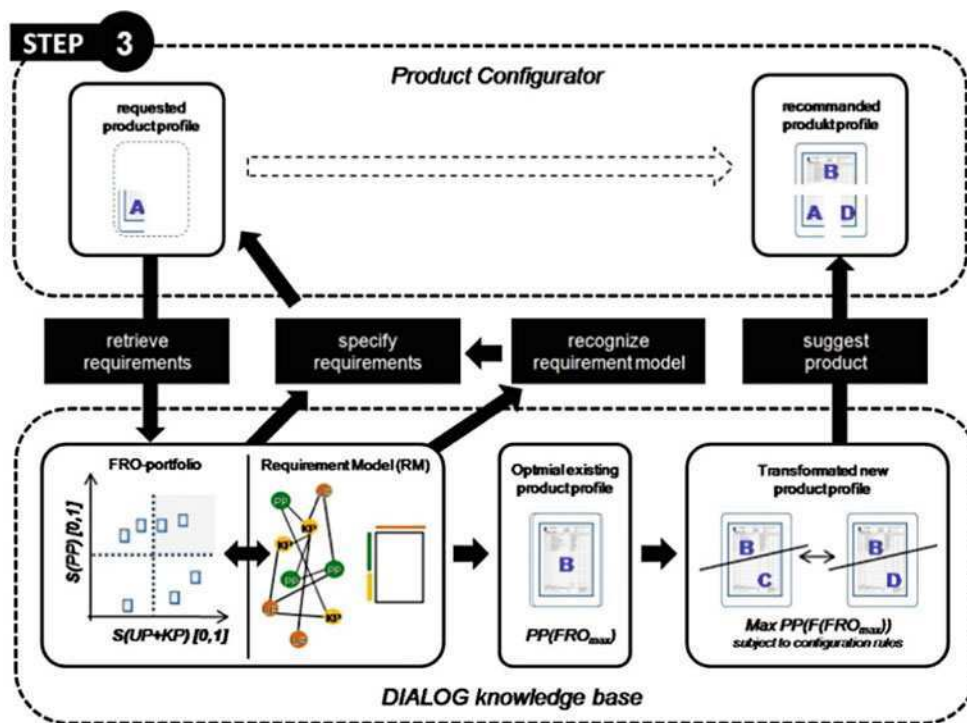 STEP 3
Product Configurator
requested
product profile
A
recommanded
produkt profile
B
A D
retrieve
requirements
specify
requirements
recognize
requirement model
suggest
product
FRO-portfolio
S(PP) [0,1]
S(UP+KP) [0,1]
Requirement Model (RM)
PP
KP
KP
PP
PP
KP
Optmial existing
product profile
B
PP(FROmax)
Transformated new
product profile
B
C
B
D
Max PP(F(FROmax))
subject to configuration rules
DIALOG knowledge base